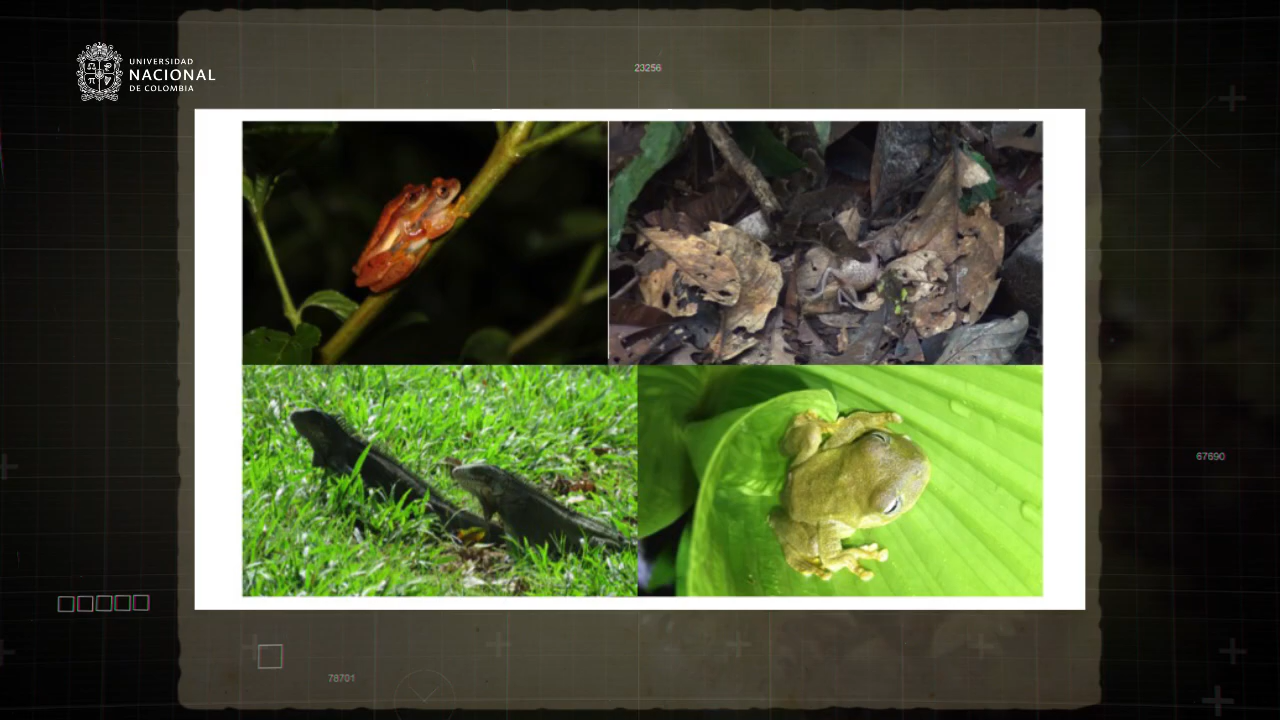 UNIVERSIDAD
NACIONAL
DE COLOMBIA
23256
67690
78701